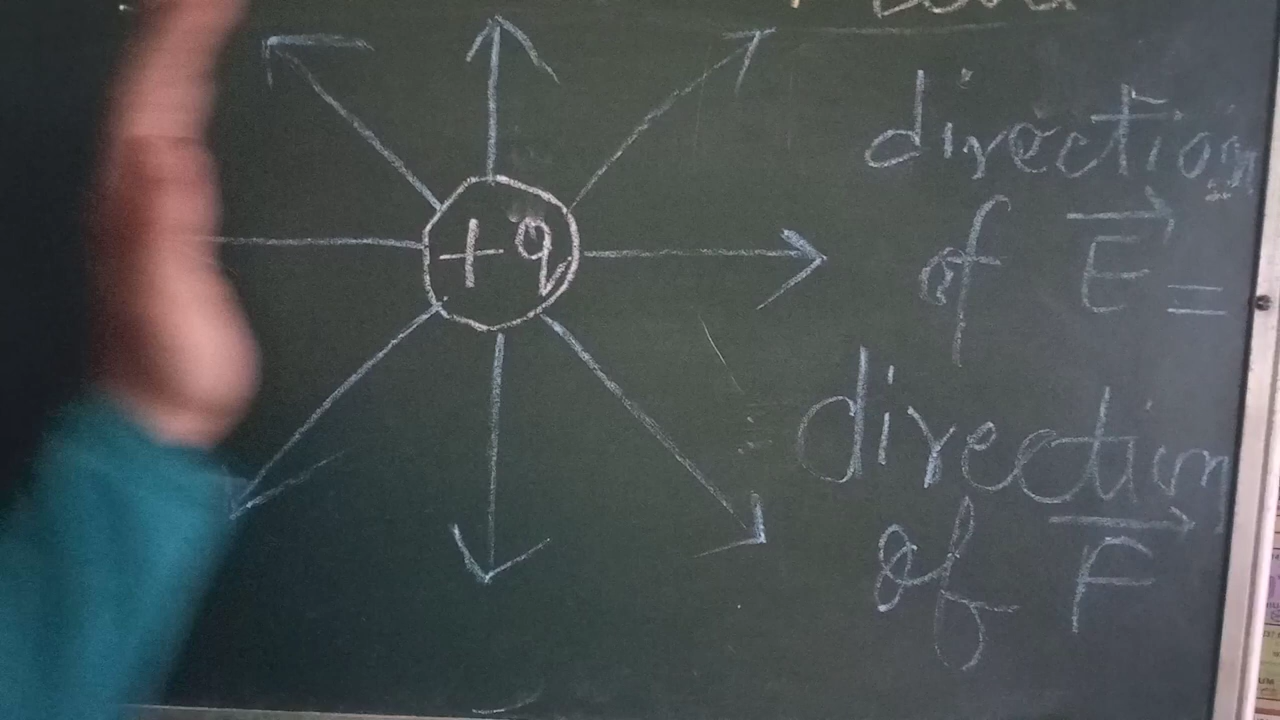 +q
direction
of E =
direction
of F